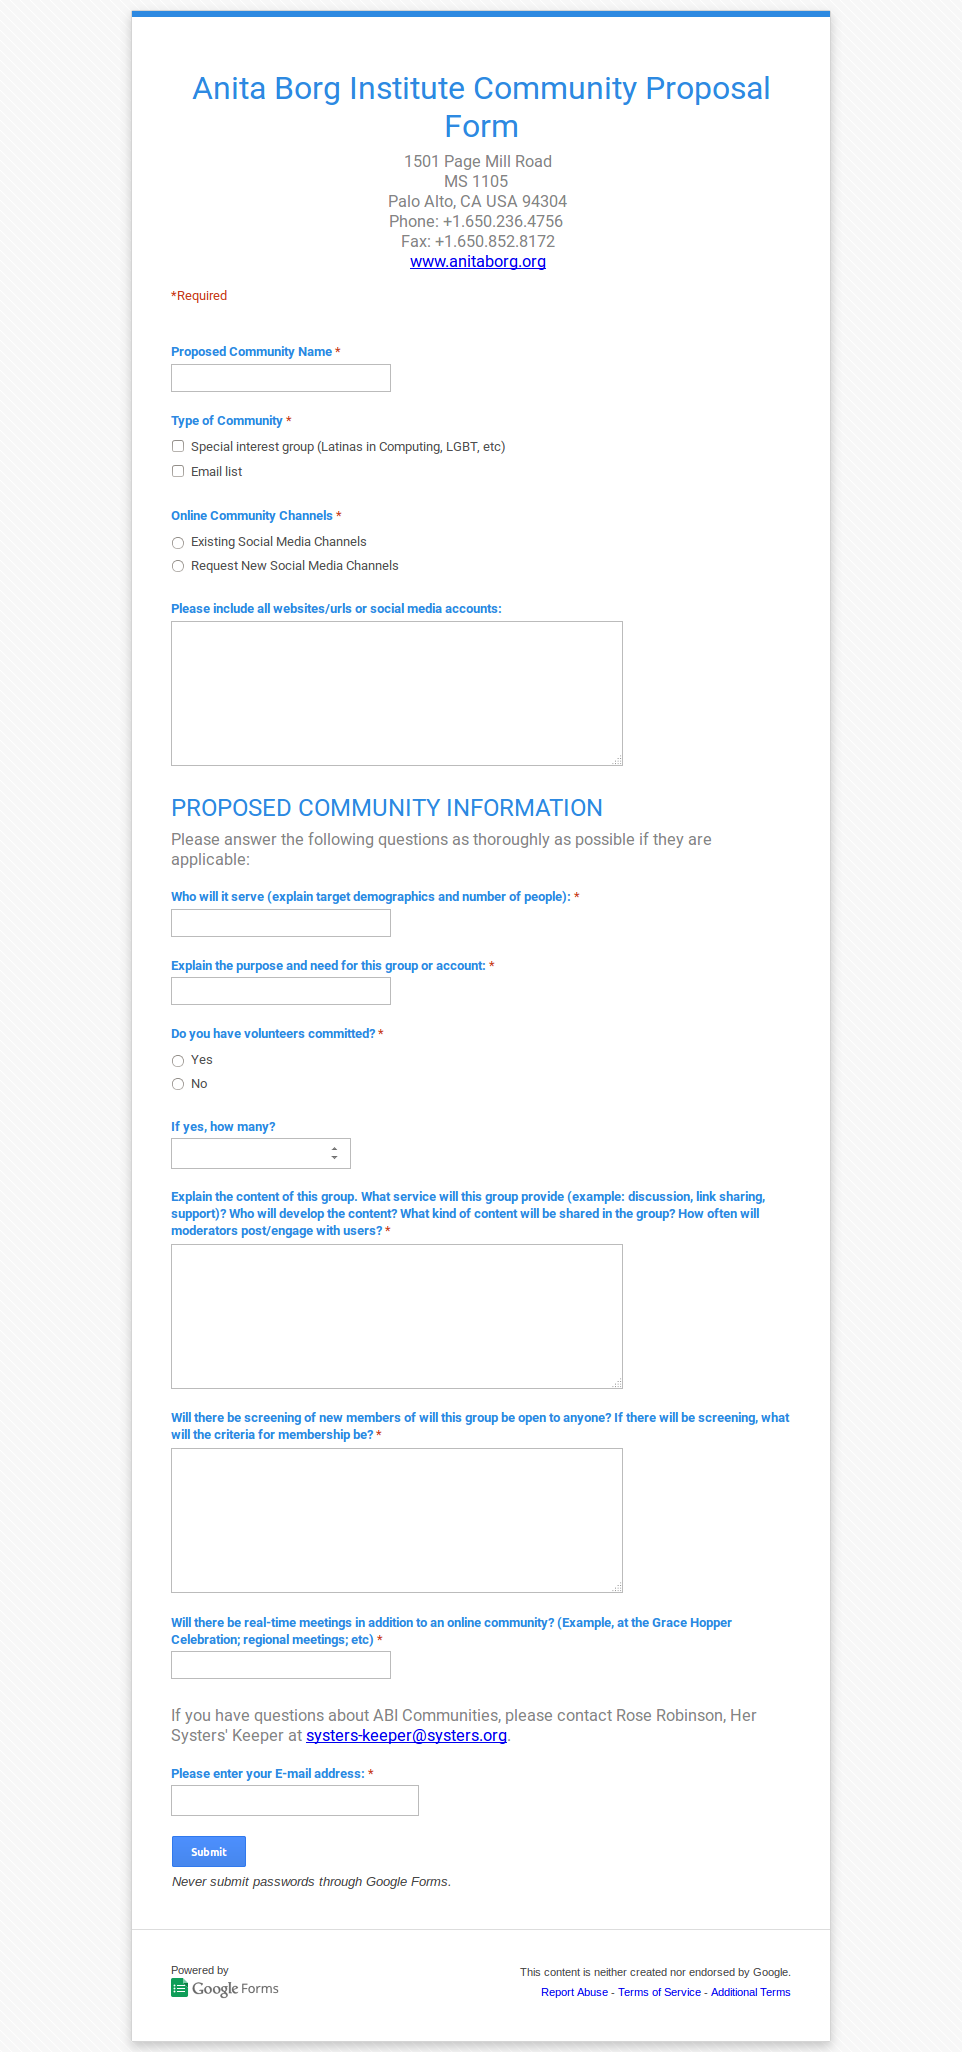 Anita Borg Institute Community Proposal
Form
1501 Page Mill Road
MS 1105
Palo Alto, CA USA 94304
Phone: +1.650.236.4756
Fax: +1.650.852.8172
www.anitaborg.org
*Required
Proposed Community Name *
Type of Community *
Special interest group (Latinas in Computing, LGBT, etc)
Email list
Online Community Channels *
Existing Social Media Channels
Request New Social Media Channels
Please include all websites/urls or social media accounts:
PROPOSED COMMUNITY INFORMATION
Please answer the following questions as thoroughly as possible if they are
applicable:
Who will it serve (explain target demographics and number of people): *
Explain the purpose and need for this group or account: *
Do you have volunteers committed? *
Yes
No
If yes, how many?
Explain the content of this group. What service will this group provide (example: discussion, link sharing,
support)? Who will develop the content? What kind of content will be shared in the group? How often will
moderators post/engage with users? *
Will there be screening of new members of will this group be open to anyone? If there will be screening, what
will the criteria for membership be? *
Will there be real-time meetings in addition to an online community? (Example, at the Grace Hopper
Celebration; regional meetings; etc) *
If you have questions about ABI Communities, please contact Rose Robinson, Her
Systers' Keeper at systers-keeper@systers.org.
Please enter your E-mail address: *
Submit
Never submit passwords through Google Forms.
Powered by
Google Forms
This content is neither created nor endorsed by Google.
Report Abuse - Terms of Service - Additional Terms